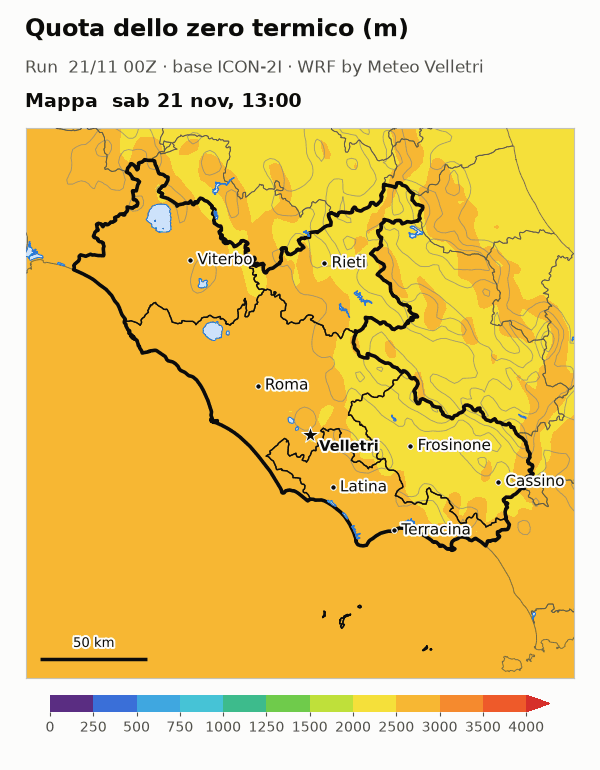 Quota dello zero termico (m)
Run  21/11 00Z · base ICON-2I · WRF by Meteo Velletri
Mappa  sab 21 nov, 13:00
Viterbo
Rieti
Roma
Velletri
Frosinone
Latina
Cassino
Terracina
50 km
0 250 500 750 1000 1250 1500 2000 2500 3000 3500 4000